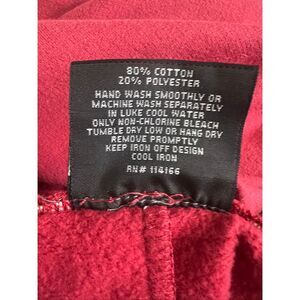 80% COTTON
20% POLYESTER
HAND WASH SMOOTHLY OR
MACHINE WASH SEPARATELY
IN LUKE COOL WATER
ONLY NON-CHLORINE BLEACH
TUMBLE DRY LOW OR HANG DRY
REMOVE PROMPTLY
KEEP IRON OFF DESIGN
COOL IRON
RN# 114166